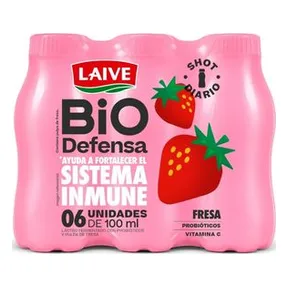 LAIVE
SHOT
DIARIO
BiO
Defensa
*AYUDA A FORTALECER EL
SISTEMA
INMUNE
06 UNIDADES
DE 100 ml
FRESA
PROBIÓTICOS
VITAMINA C